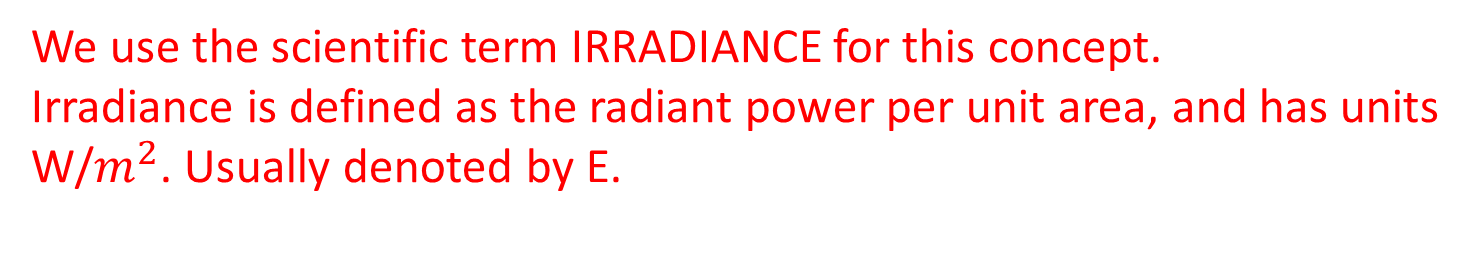 We use the scientific term IRRADIANCE for this concept.
Irradiance is defined as the radiant power per unit area, and has units
W/m². Usually denoted by E.